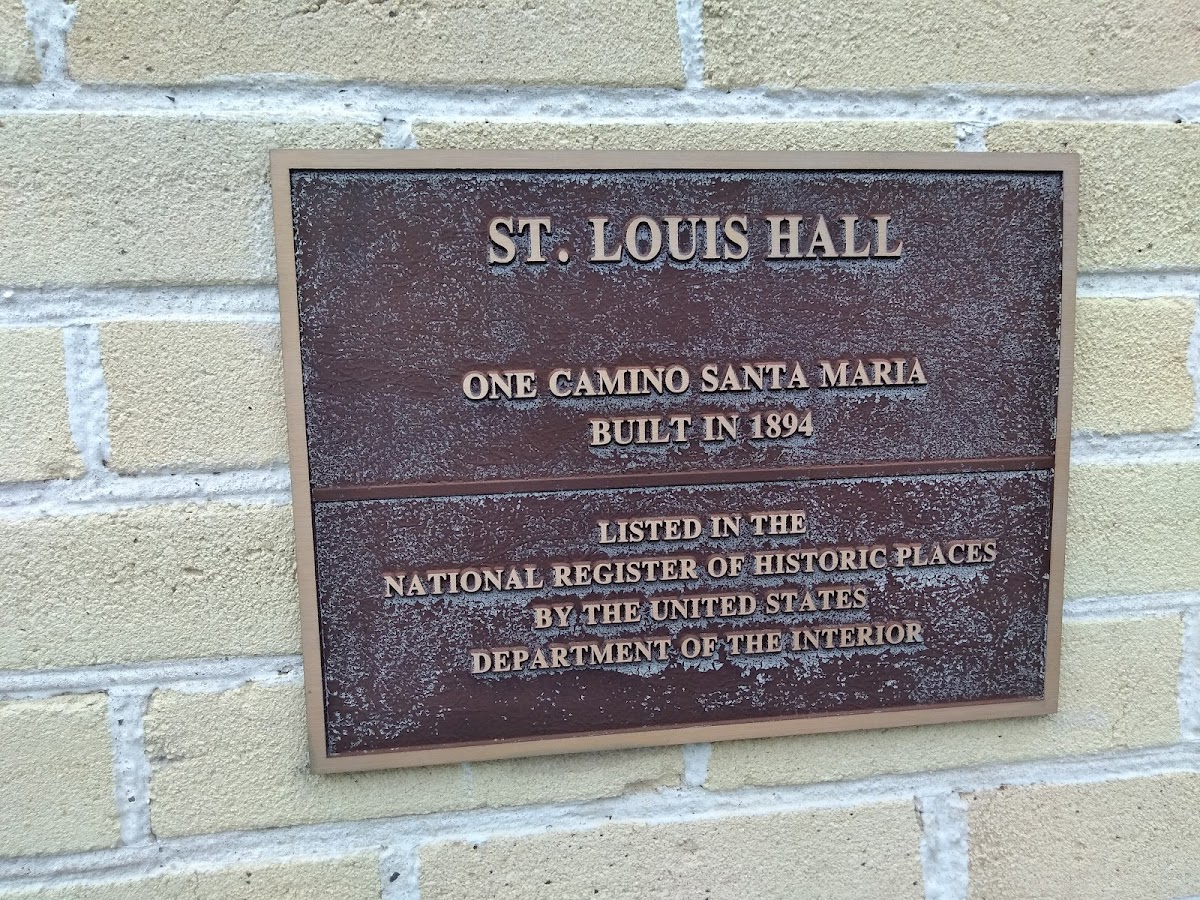 ST. LOUIS HALL
ONE CAMINO SANTA MARIA
BUILT IN 1894
LISTED IN THE
NATIONAL REGISTER OF HISTORIC PLACES
BY THE UNITED STATES
DEPARTMENT OF THE INTERIOR